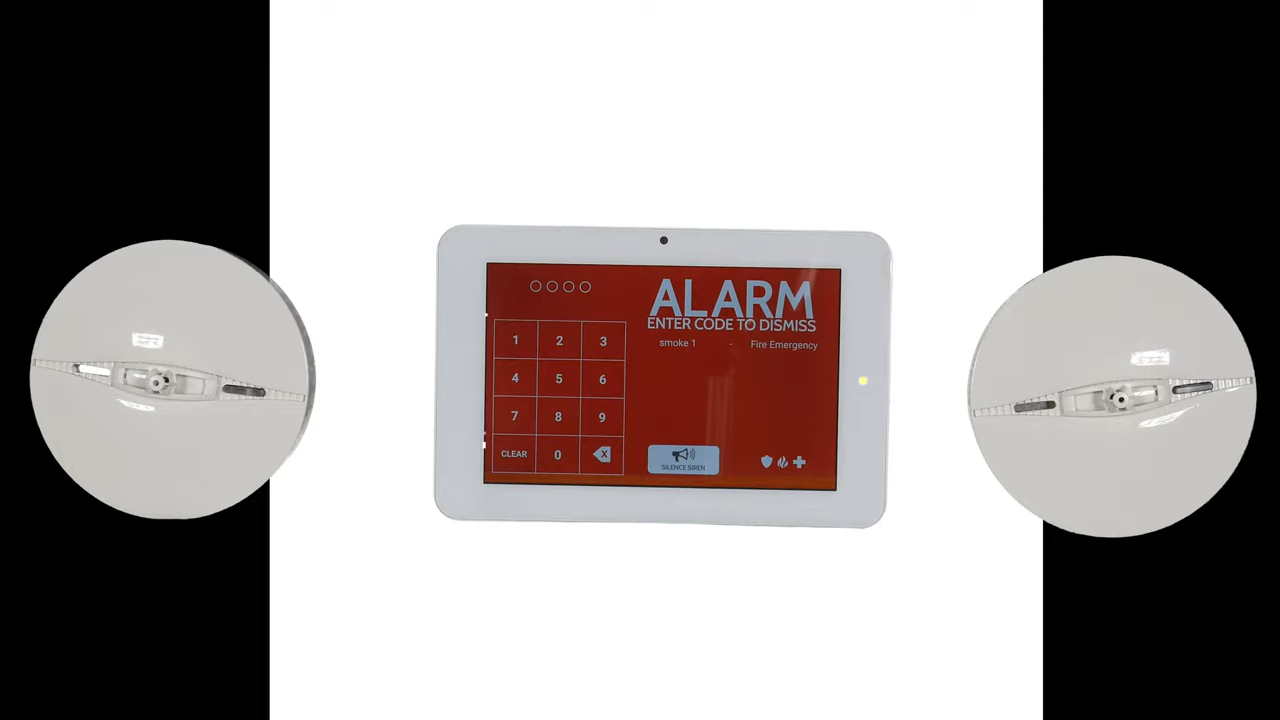 ALARM
ENTER CODE TO DISMISS
smoke 1 - Fire Emergency
1 2 3
4 5 6
7 8 9
CLEAR 0 X
SILENCE SIREN